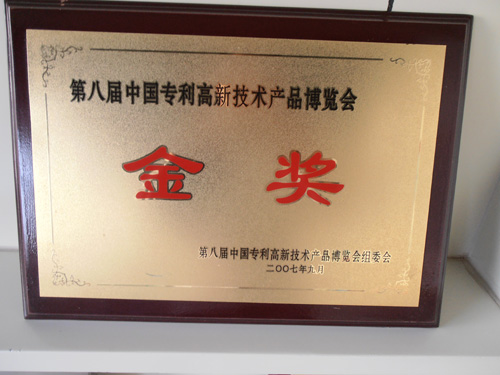 第八届中国专利高新技术产品博览会
金奖
第八届中国专利高新技术产品博览会组委会
二〇〇七年九月